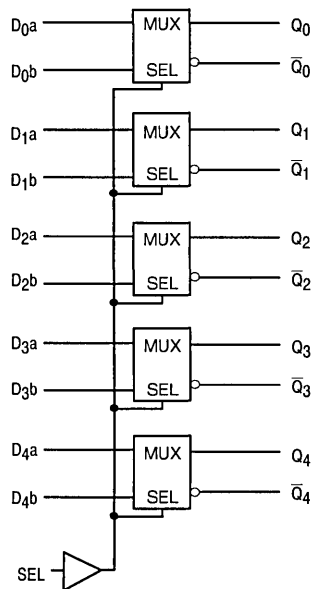 D₀a MUX Q₀
D₀b SEL Q̅₀
D₁a MUX Q₁
D₁b SEL Q̅₁
D₂a MUX Q₂
D₂b SEL Q̅₂
D₃a MUX Q₃
D₃b SEL Q̅₃
D₄a MUX Q₄
D₄b SEL Q̅₄
SEL